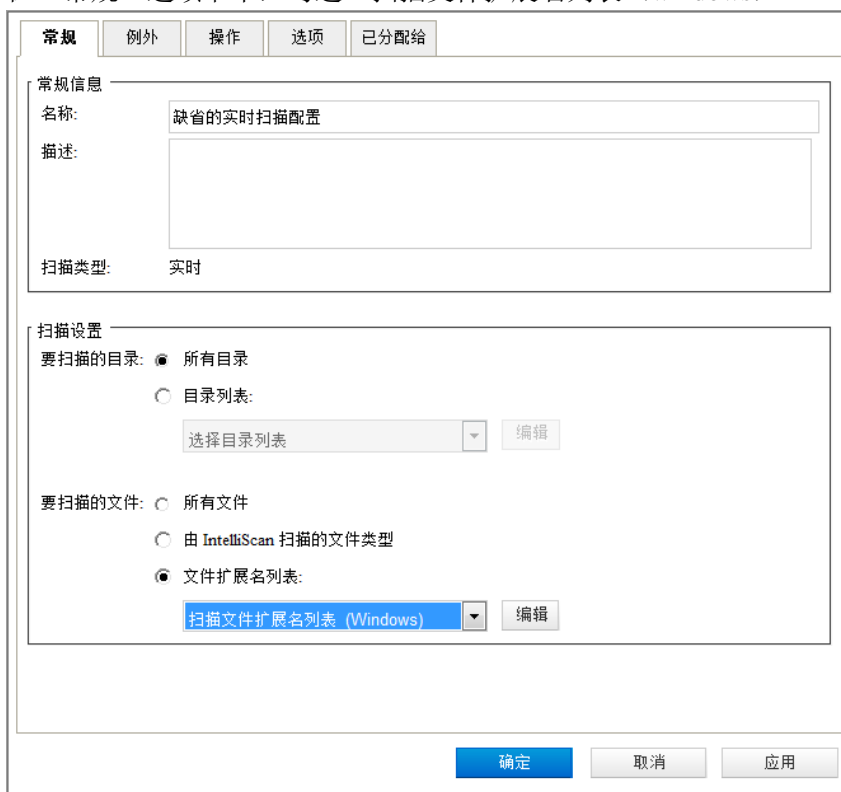 常规 例外 操作 选项 已分配给
常规信息
名称: 缺省的实时扫描配置
描述:
扫描类型: 实时
扫描设置
要扫描的目录: 所有目录
目录列表:
选择目录列表 编辑
要扫描的文件: 所有文件
由 IntelliScan 扫描的文件类型
文件扩展名列表:
扫描文件扩展名列表 (Windows) 编辑
确定 取消 应用